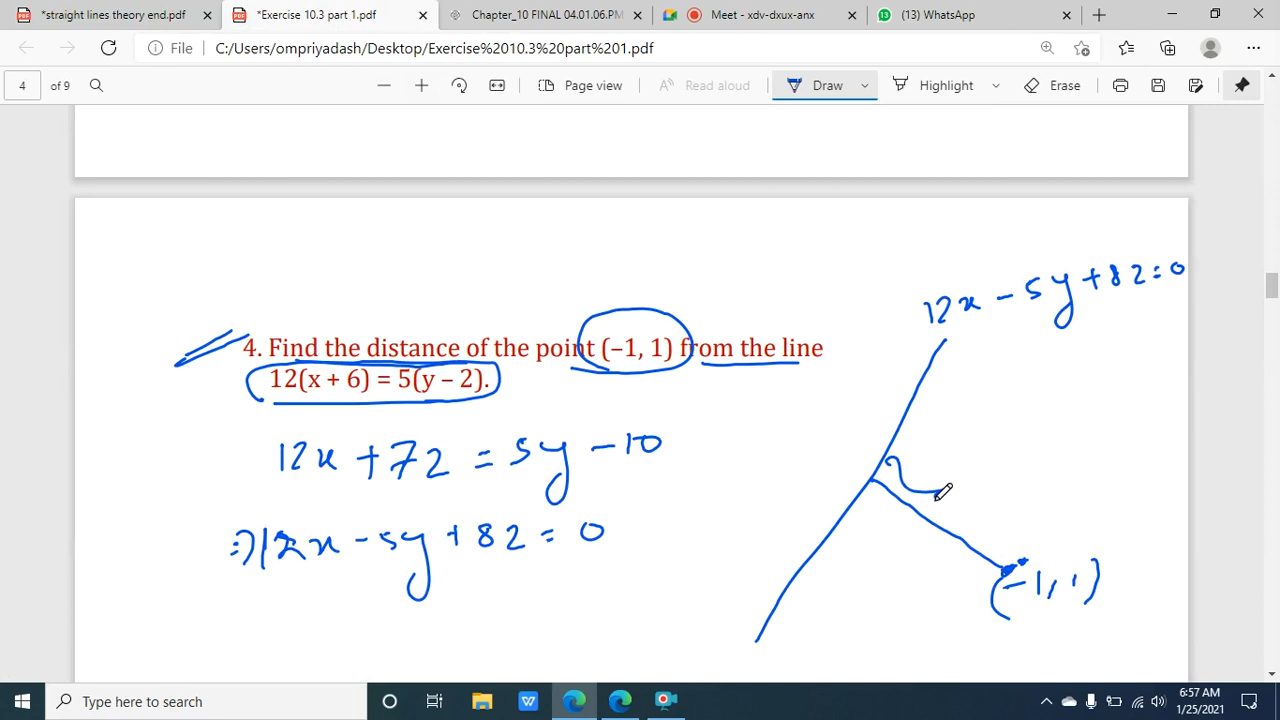 *straight lines theory end.pdf
*Exercise 10.3 part 1.pdf
Chapter_10 FINAL 04.01.06.PM
Meet - xdv-dxux-anx
(13) WhatsApp
File
C:/Users/ompriyadash/Desktop/Exercise%2010.3%20part%201.pdf
4 of 9
Page view
Read aloud
Draw
Highlight
Erase
12x - 5y + 82 = 0
4. Find the distance of the point (–1, 1) from the line
12(x + 6) = 5(y – 2).
12x + 72 = 5y - 10
⇒ 12x - 5y + 82 = 0
(-1, 1)
Type here to search
6:57 AM
1/25/2021